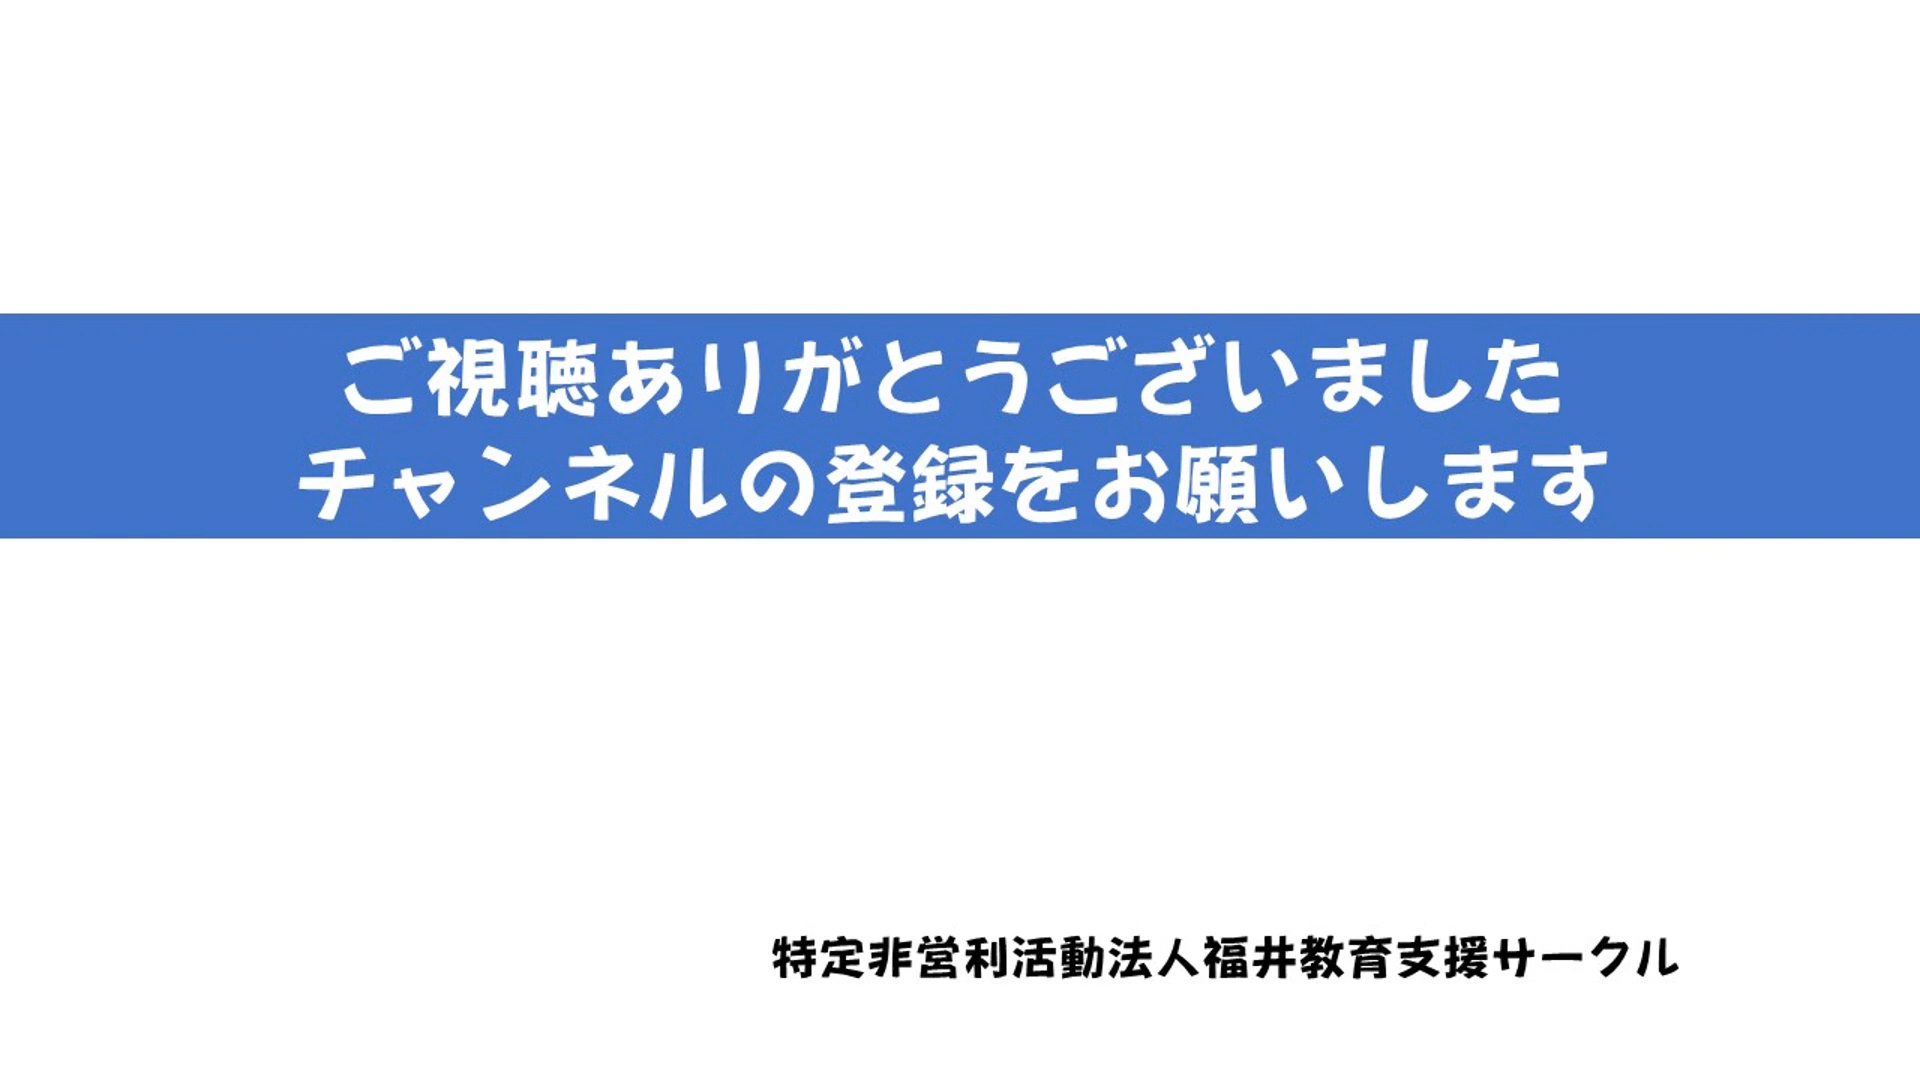 ご視聴ありがとうございました
チャンネルの登録をお願いします
特定非営利活動法人福井教育支援サークル